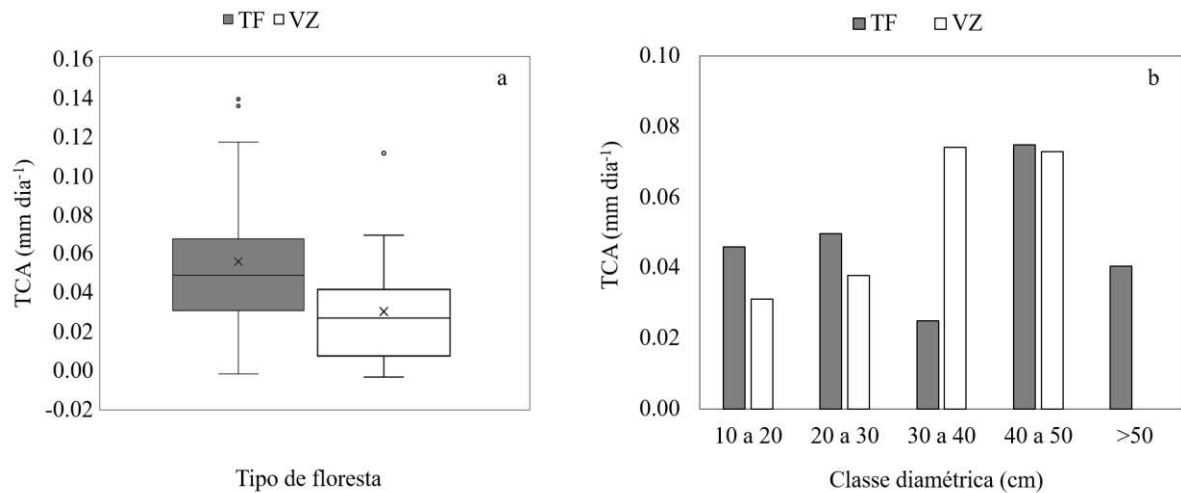 TF VZ
a
TCA (mm dia⁻¹)
0.16
0.14
0.12
0.10
0.08
0.06
0.04
0.02
0.00
-0.02
Tipo de floresta
TF VZ
b
TCA (mm dia⁻¹)
0.10
0.08
0.06
0.04
0.02
0.00
10 a 20 20 a 30 30 a 40 40 a 50 >50
Classe diamétrica (cm)